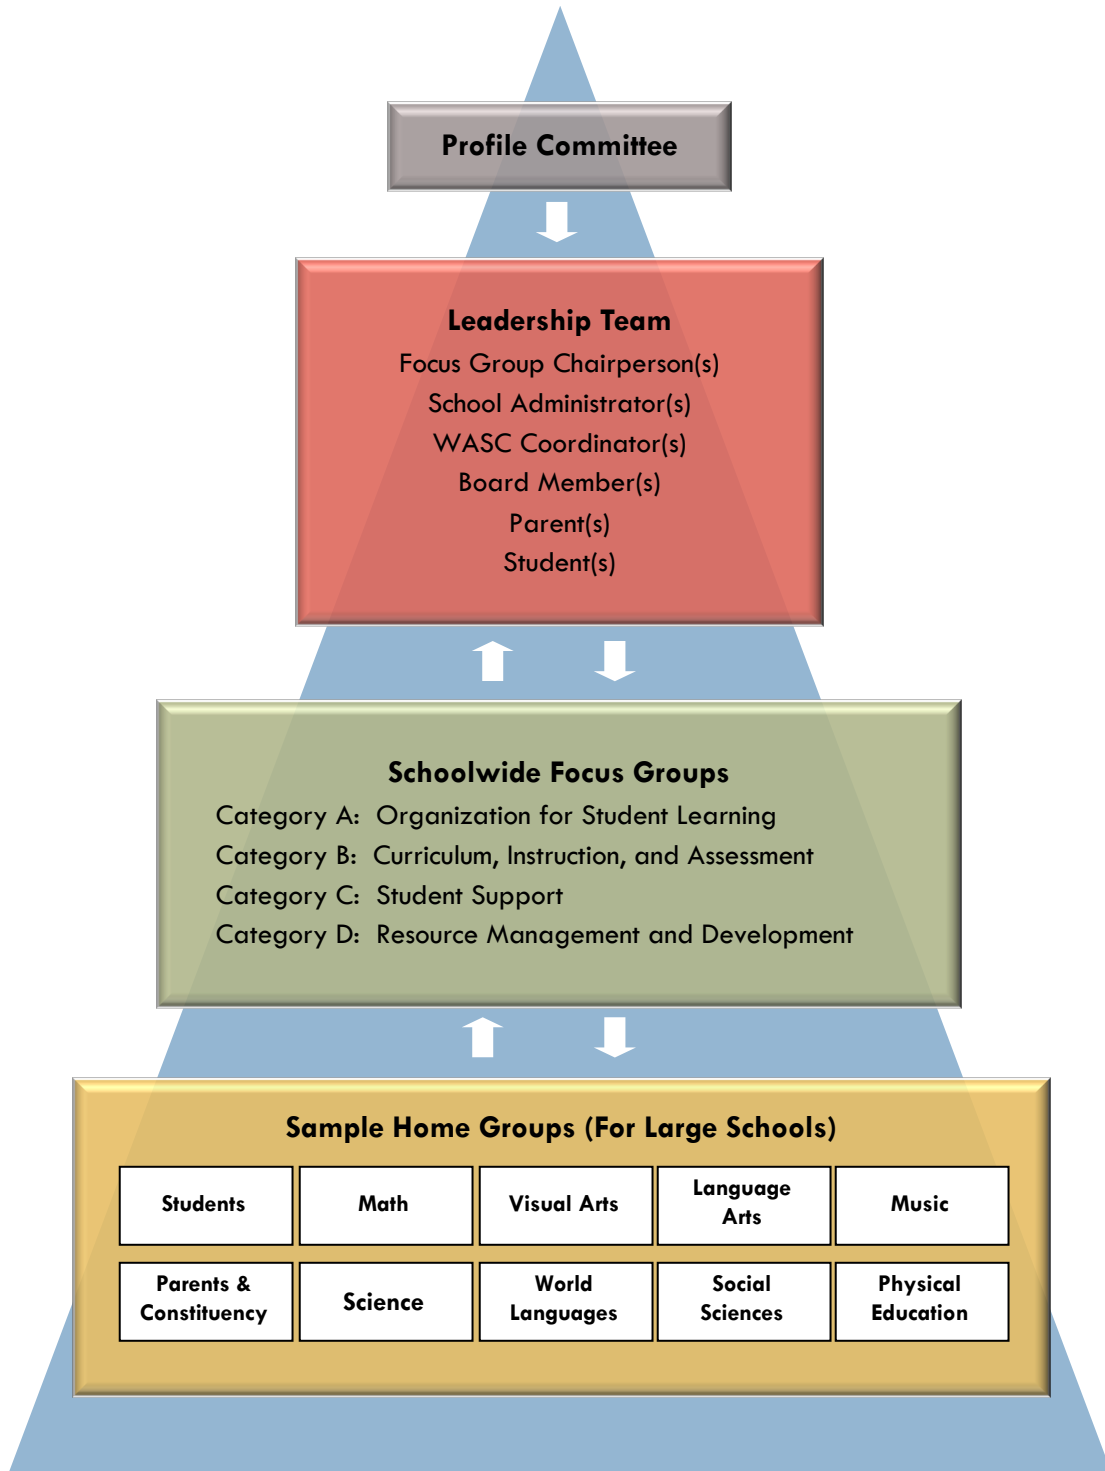 Profile Committee
Leadership Team
Focus Group Chairperson(s)
School Administrator(s)
WASC Coordinator(s)
Board Member(s)
Parent(s)
Student(s)
Schoolwide Focus Groups
Category A: Organization for Student Learning
Category B: Curriculum, Instruction, and Assessment
Category C: Student Support
Category D: Resource Management and Development
Sample Home Groups (For Large Schools)
Students
Math
Visual Arts
Language
Arts
Music
Parents &
Constituency
Science
World
Languages
Social
Sciences
Physical
Education